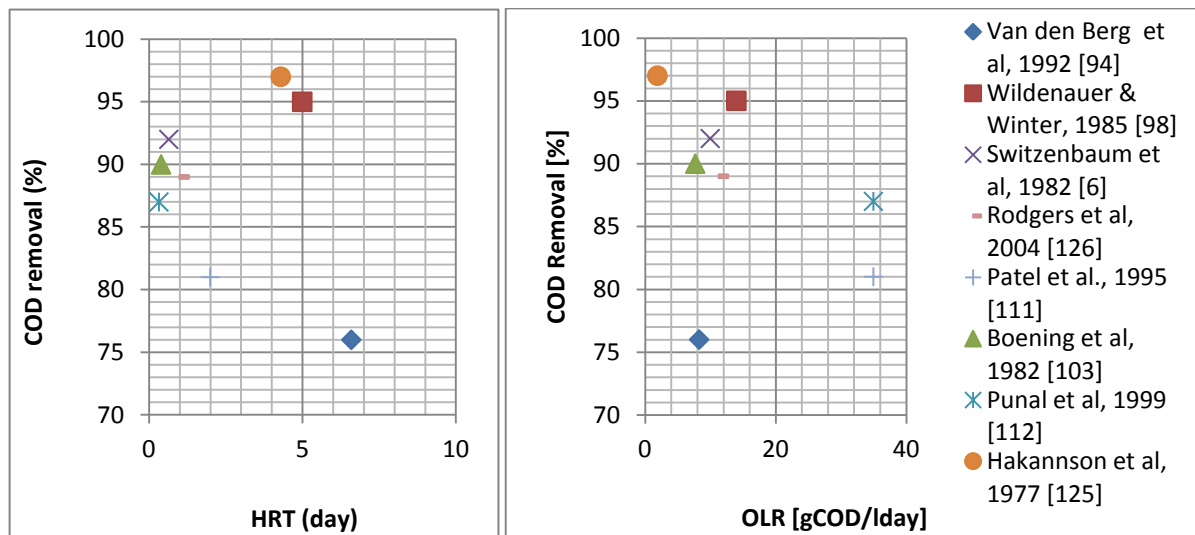 100
95
90
85
80
75
70
0
5
10
COD removal (%)
HRT (day)
100
95
90
85
80
75
70
0
20
40
COD Removal [%]
OLR [gCOD/lday]
Van den Berg et
al, 1992 [94]
Wildenauer &
Winter, 1985 [98]
Switzenbaum et
al, 1982 [6]
Rodgers et al,
2004 [126]
Patel et al., 1995
[111]
Boening et al,
1982 [103]
Punal et al, 1999
[112]
Hakannson et al,
1977 [125]